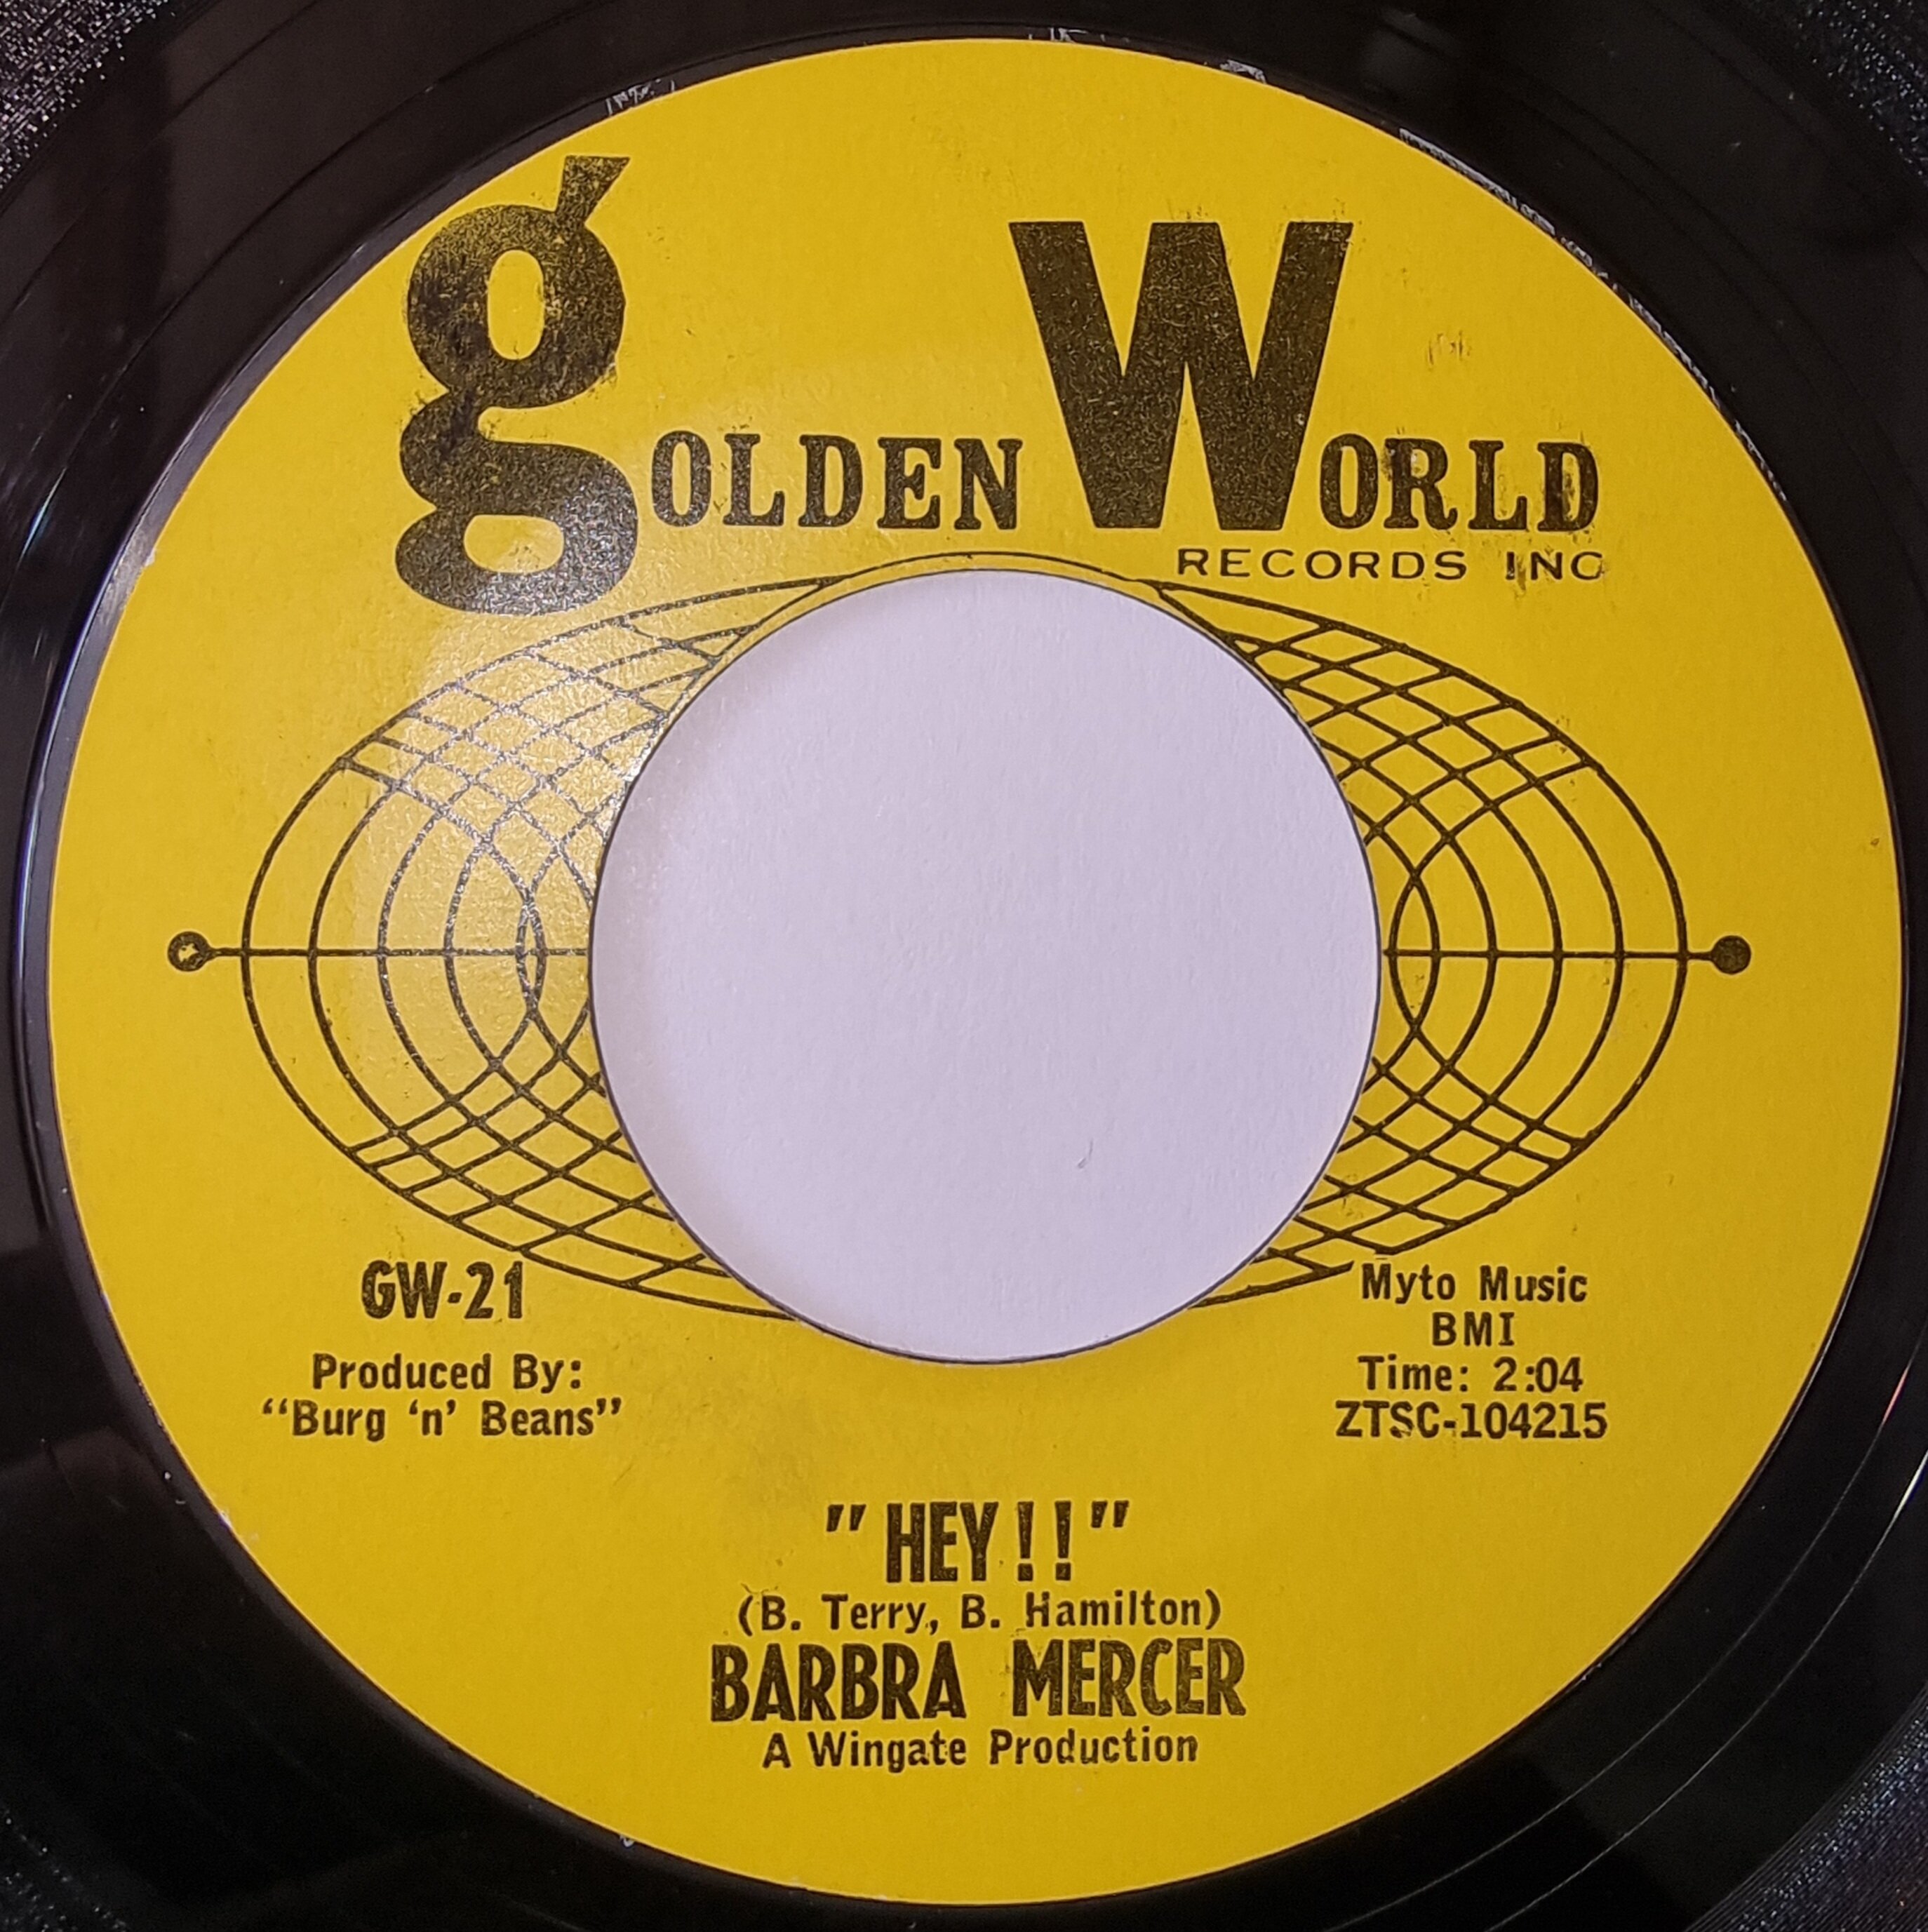 gOLDEN WORLD
RECORDS INC
GW-21
Produced By:
“Burg ‘n’ Beans”
Myto Music
BMI
Time: 2:04
ZTSC-104215
"HEY!!"
(B. Terry, B. Hamilton)
BARBRA MERCER
A Wingate Production